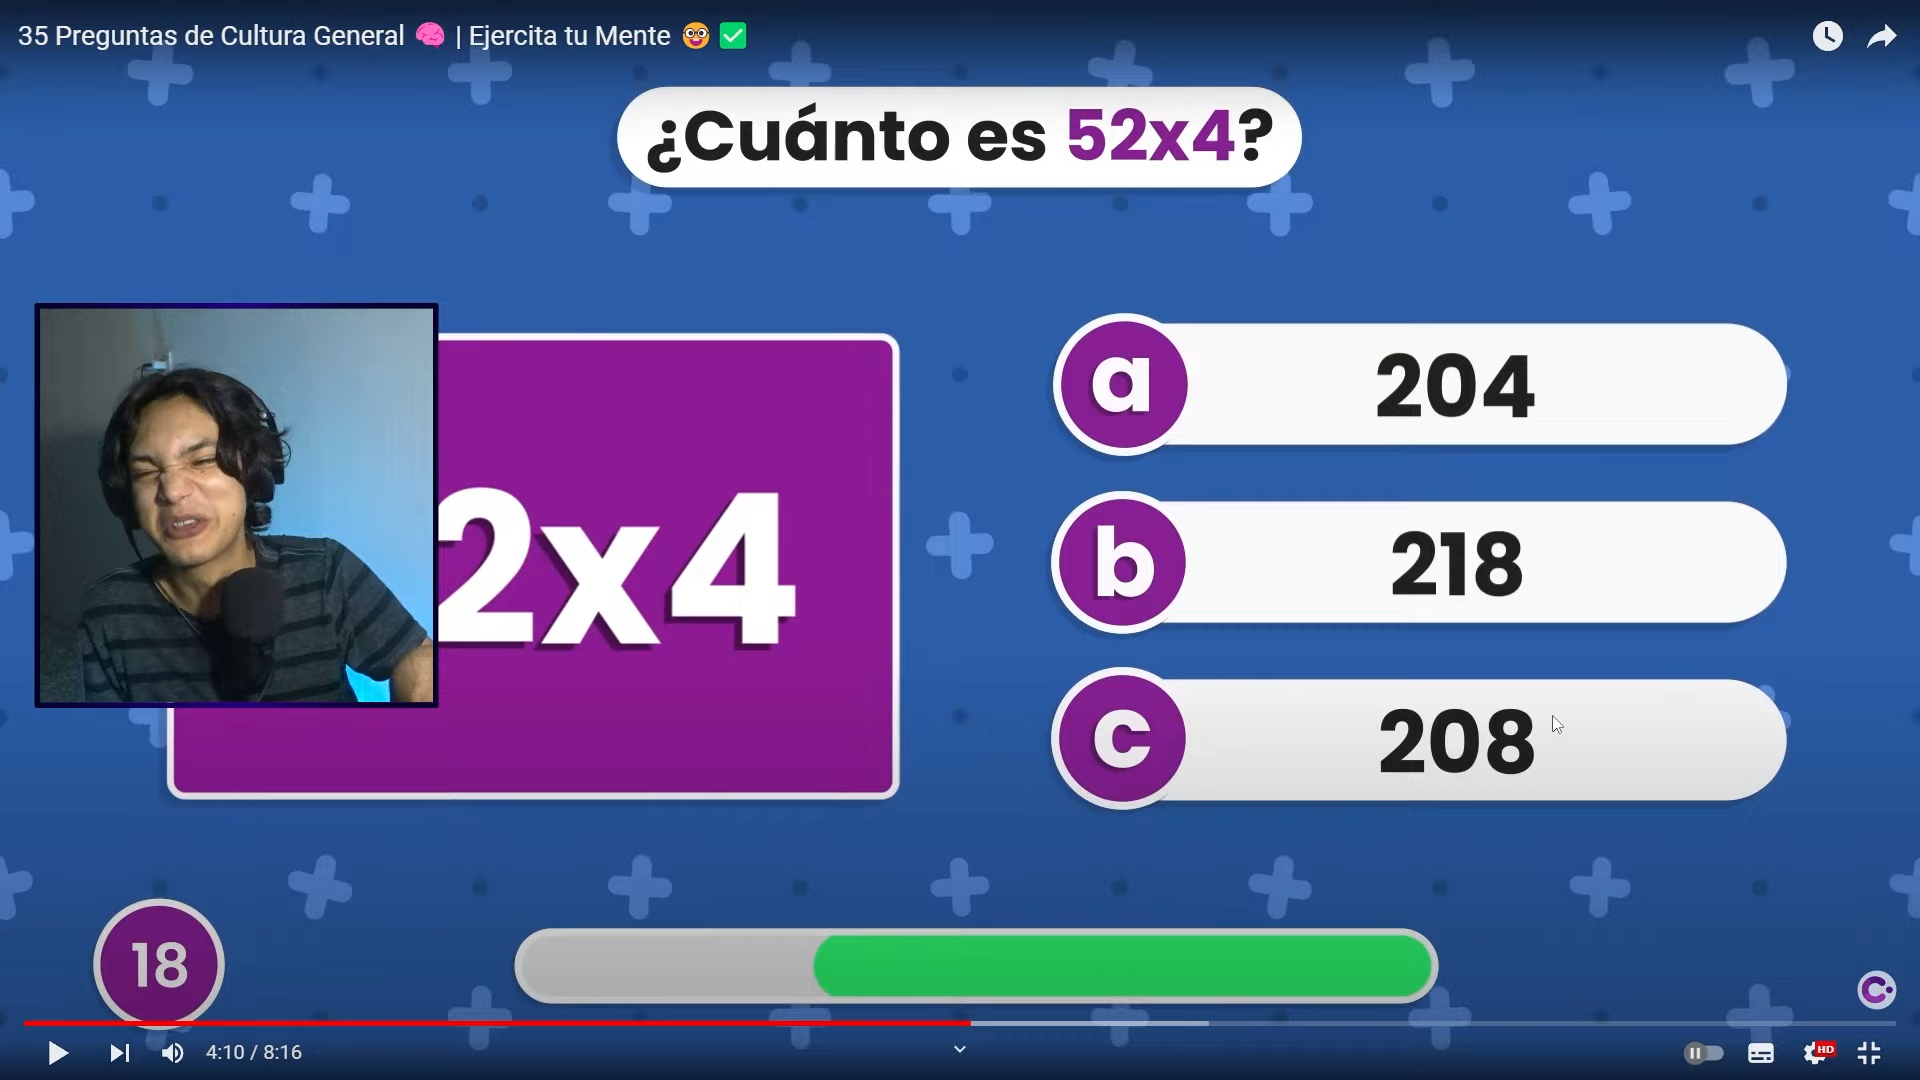 35 Preguntas de Cultura General 🧠 | Ejercita tu Mente 🤓 ✅
¿Cuánto es 52x4?
2x4
a 204
b 218
c 208
18
4:10 / 8:16
HD